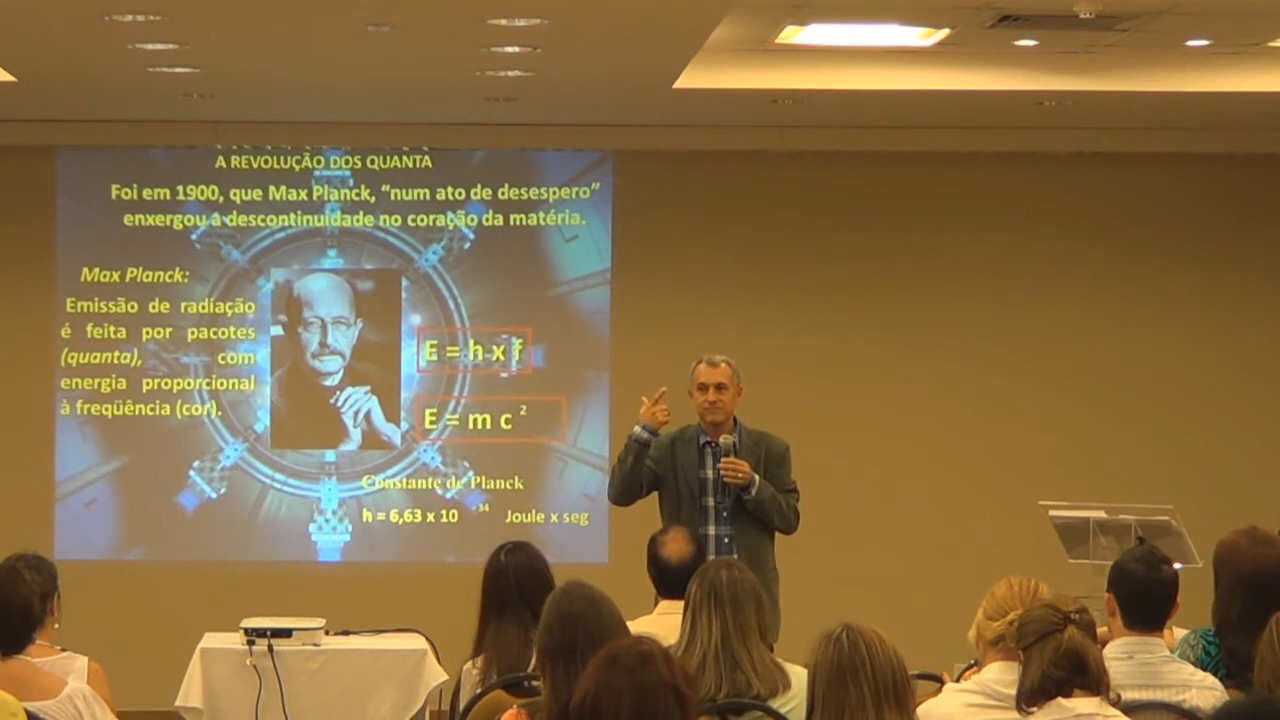 A REVOLUÇÃO DOS QUANTA
Foi em 1900, que Max Planck, “num ato de desespero”
enxergou a descontinuidade no coração da matéria.
Max Planck:
Emissão de radiação
é feita por pacotes
(quanta), com
energia proporcional
à freqüência (cor).
E = h x f
E = m c ²
Constante de Planck
h = 6,63 x 10 ⁻³⁴ Joule x seg